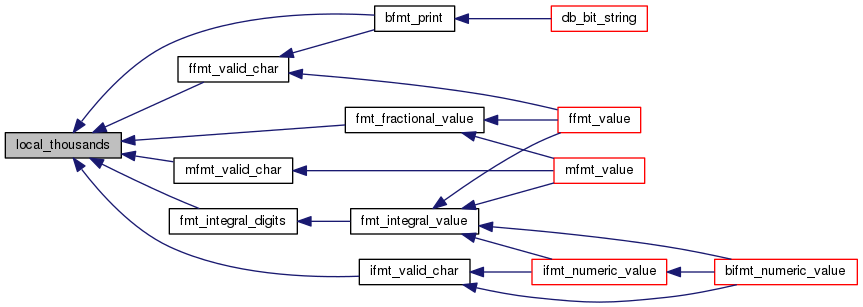 bfmt_print
db_bit_string
ffmt_valid_char
fmt_fractional_value
ffmt_value
local_thousands
mfmt_valid_char
mfmt_value
fmt_integral_digits
fmt_integral_value
ifmt_valid_char
ifmt_numeric_value
bifmt_numeric_value